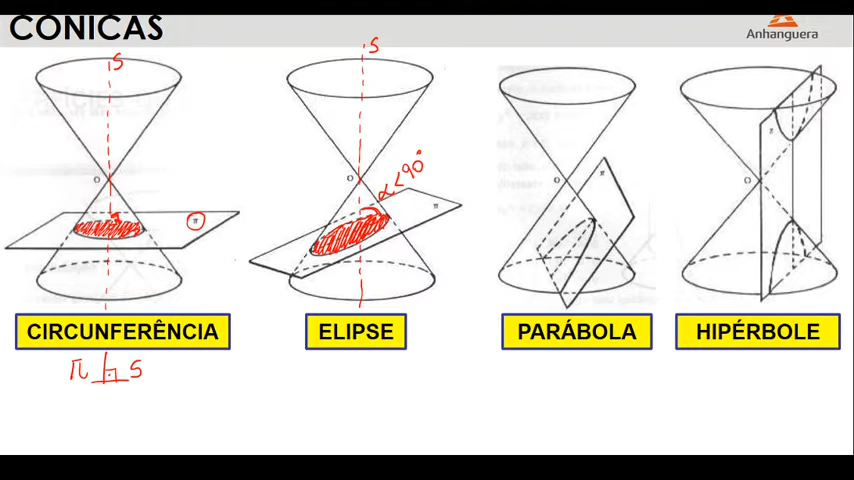 CÔNICAS
Anhanguera
S
S
O
O
O
O
α<90°
π
π
π
CIRCUNFERÊNCIA
ELIPSE
PARÁBOLA
HIPÉRBOLE
π ⊥ S